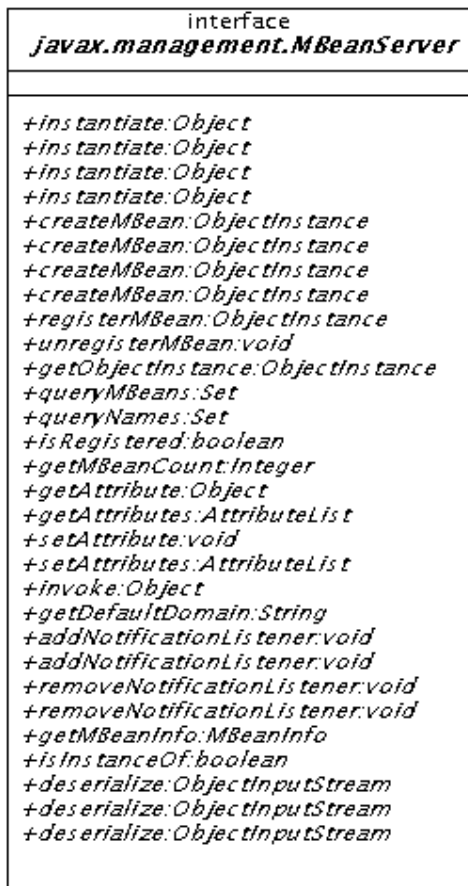 interface
javax.management.MBeanServer
+instantiate:Object
+instantiate:Object
+instantiate:Object
+instantiate:Object
+createMBean:ObjectInstance
+createMBean:ObjectInstance
+createMBean:ObjectInstance
+createMBean:ObjectInstance
+registerMBean:ObjectInstance
+unregisterMBean:void
+getObjectInstance:ObjectInstance
+queryMBeans:Set
+queryNames:Set
+isRegistered:boolean
+getMBeanCount:Integer
+getAttribute:Object
+getAttributes:AttributeList
+setAttribute:void
+setAttributes:AttributeList
+invoke:Object
+getDefaultDomain:String
+addNotificationListener:void
+addNotificationListener:void
+removeNotificationListener:void
+removeNotificationListener:void
+getMBeanInfo:MBeanInfo
+isInstanceOf:boolean
+deserialize:ObjectInputStream
+deserialize:ObjectInputStream
+deserialize:ObjectInputStream